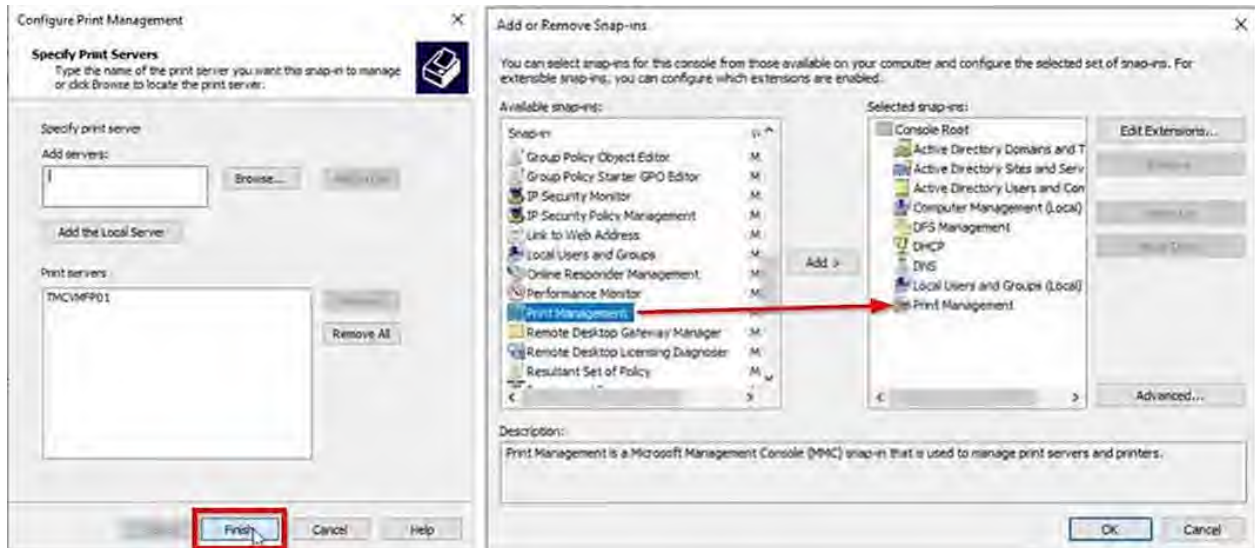 Configure Print Management
Specify Print Servers
Type the name of the print server you want this snap-in to manage
or click Browse to locate the print server.
Specify print server
Add servers:
Browse...
Add the Local Server
Print servers
TMCVMFP01
Remove All
Finish
Cancel
Help
Add or Remove Snap-ins
You can select snap-ins for this console from those available on your computer and configure the selected set of snap-ins. For
extensible snap-ins, you can configure which extensions are enabled.
Available snap-ins:
Snap-in
Group Policy Object Editor M
Group Policy Starter GPO Editor M
IP Security Monitor M
IP Security Policy Management M
Link to Web Address M
Local Users and Groups M
Online Responder Management M
Performance Monitor M
Print Management
Remote Desktop Gateway Manager M
Remote Desktop Licensing Diagnoser M
Resultant Set of Policy M
Add >
Selected snap-ins:
Console Root
Active Directory Domains and T
Active Directory Sites and Serv
Active Directory Users and Con
Computer Management (Local)
DFS Management
DHCP
DNS
Local Users and Groups (Local)
Print Management
Edit Extensions...
Advanced...
Description:
Print Management is a Microsoft Management Console (MMC) snap-in that is used to manage print servers and printers.
OK
Cancel